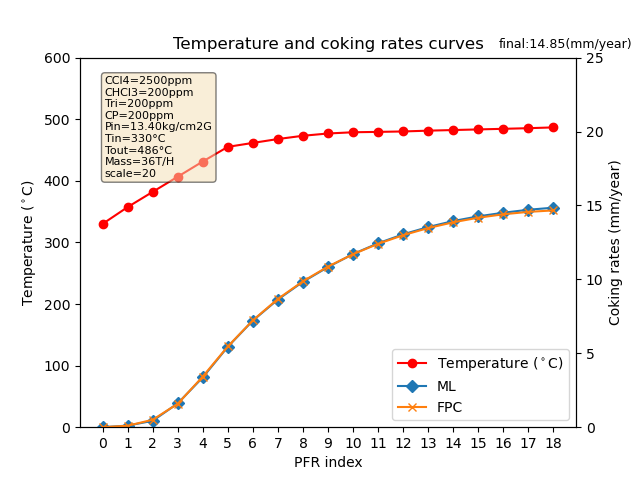 Temperature and coking rates curves
final:14.85(mm/year)
CCl4=2500ppm
CHCl3=200ppm
Tri=200ppm
CP=200ppm
Pin=13.40kg/cm2G
Tin=330°C
Tout=486°C
Mass=36T/H
scale=20
600
500
400
300
200
100
0
Temperature (°C)
25
20
15
10
5
0
Coking rates (mm/year)
Temperature (°C)
ML
FPC
0 1 2 3 4 5 6 7 8 9 10 11 12 13 14 15 16 17 18
PFR index